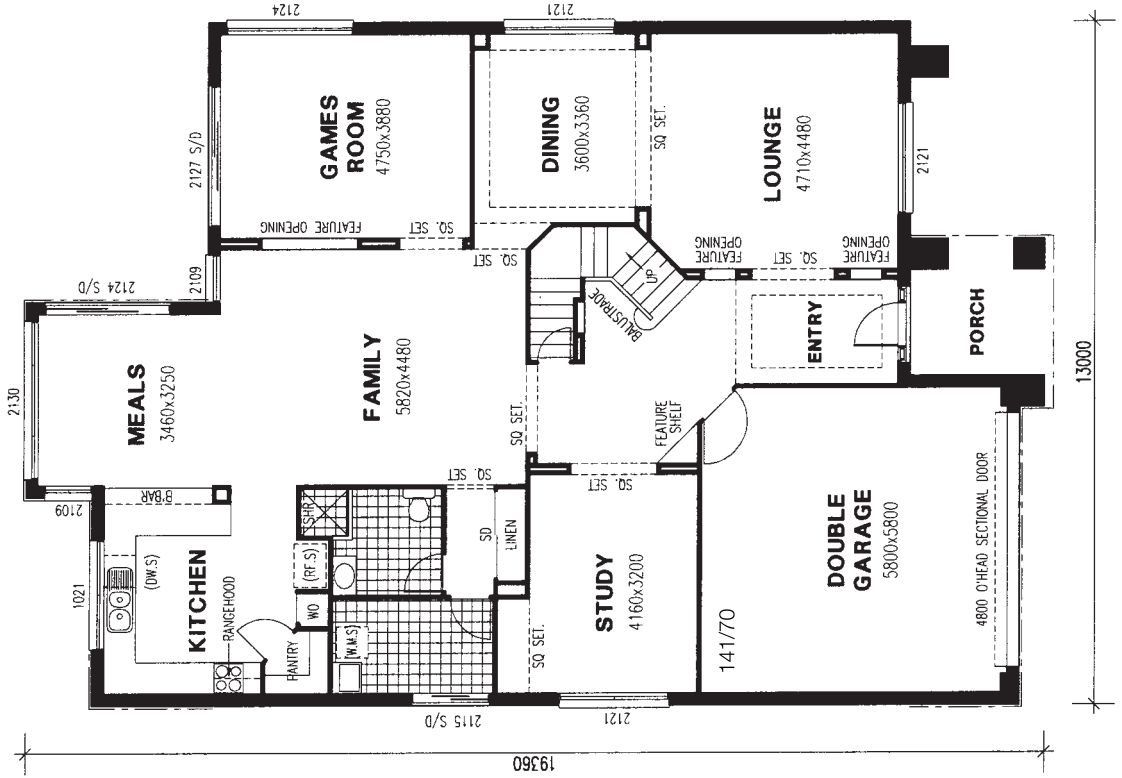 2124
2121
2127 S/D
GAMES
ROOM
4750x3880
DINING
3600x3360
SQ SET.
LOUNGE
4710x4480
2121
FEATURE OPENING
SQ. SET
SQ. SET
FEATURE
OPENING
SQ. SET
FEATURE
OPENING
2124 S/D
2109
UP
BALUSTRADE
ENTRY
PORCH
13000
2130
MEALS
3460x3250
FAMILY
5820x4480
SQ SET.
FEATURE
SHELF
2109
B'BAR
SQ. SET
SQ. SET
SHR
SD
LINEN
1021
(DW.S)
KITCHEN
RANGEHOOD
(RF.S)
WO
PANTRY
(W.M.S)
STUDY
4160x3200
SQ SET.
DOUBLE
GARAGE
5800x5800
4800 O'HEAD SECTIONAL DOOR
141/70
2115 S/D
2121
19360